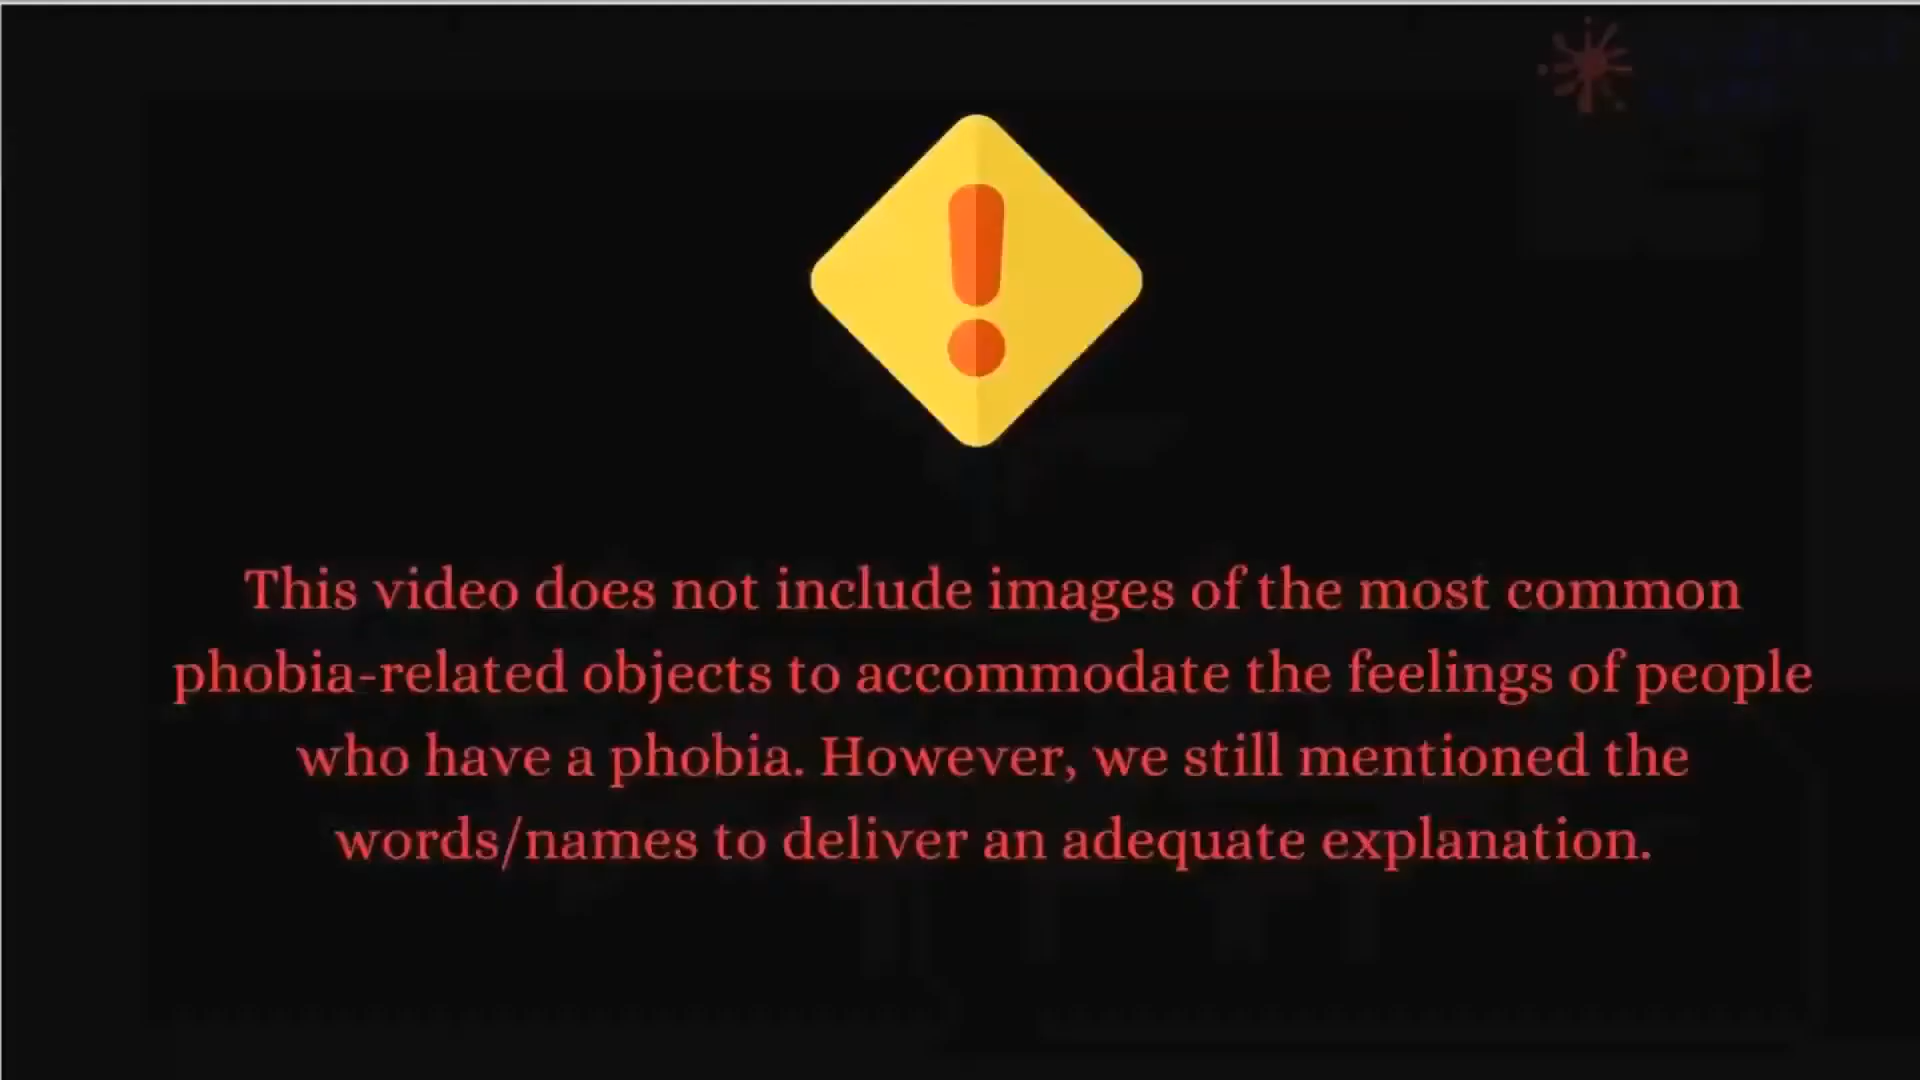 This video does not include images of the most common
phobia-related objects to accommodate the feelings of people
who have a phobia. However, we still mentioned the
words/names to deliver an adequate explanation.